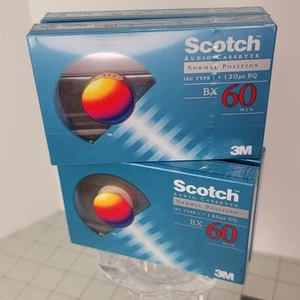 Scotch
AUDIO CASSETTE
NORMAL POSITION
IEC TYPE I • 120µs EQ
BX 60
MIN
3M
Scotch
AUDIO CASSETTE
NORMAL POSITION
IEC TYPE I • 120µs EQ
BX 60
MIN
3M